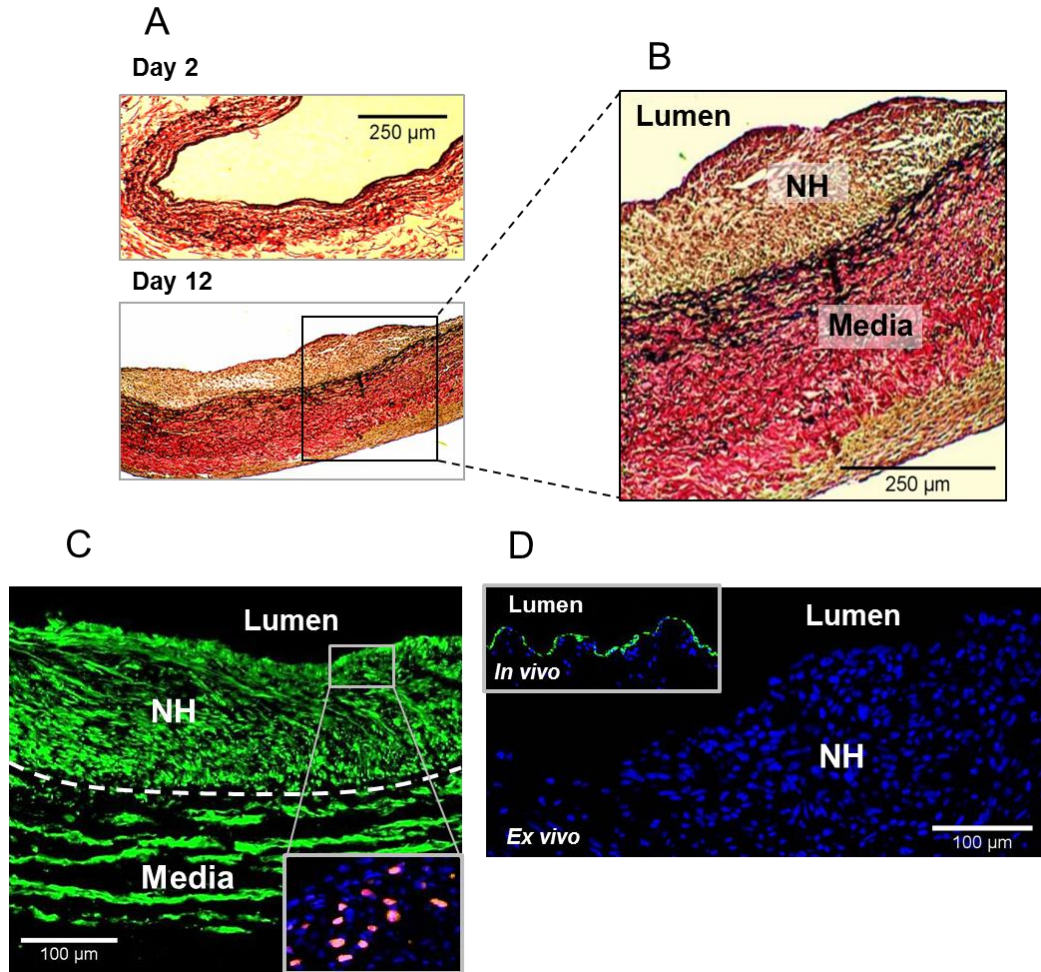 A
Day 2
250 µm
Day 12
B
Lumen
NH
Media
250 µm
C
Lumen
NH
Media
100 µm
D
Lumen
In vivo
Lumen
NH
Ex vivo
100 µm